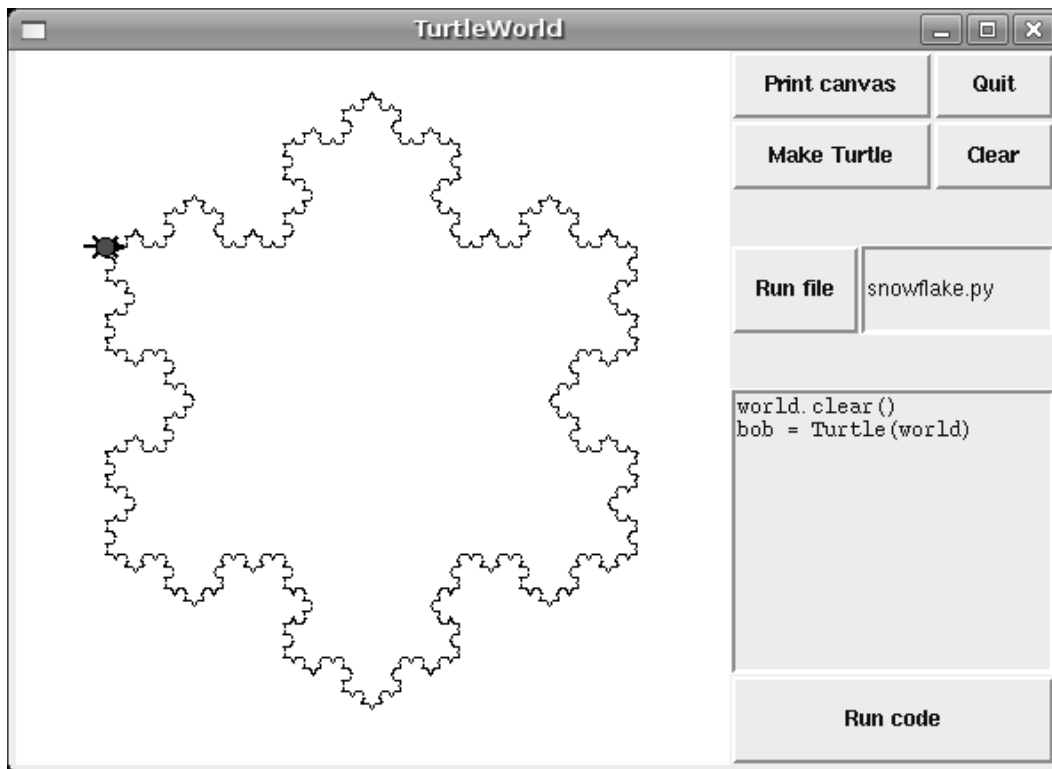 TurtleWorld
Print canvas
Quit
Make Turtle
Clear
Run file
snowflake.py
world.clear()
bob = Turtle(world)
Run code